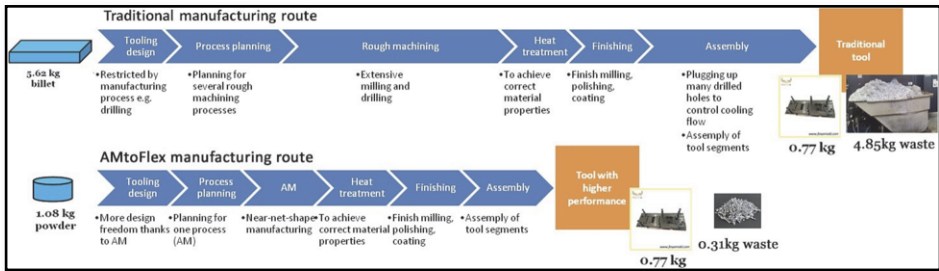 Traditional manufacturing route
Tooling design
Process planning
Rough machining
Heat treatment
Finishing
Assembly
Traditional tool
5.62 kg
billet
•Restricted by
manufacturing
process e.g.
drilling
•Planning for
several rough
machining
processes
•Extensive
milling and
drilling
•To achieve
correct
material
properties
•Finish milling,
polishing,
coating
•Plugging up
many drilled
holes to
control cooling
flow
•Assemply of
tool segments
0.77 kg
4.85kg waste
AMtoFlex manufacturing route
Tooling design
Process planning
AM
Heat treatment
Finishing
Assembly
Tool with higher performance
1.08 kg
powder
•More design
freedom thanks
to AM
•Planning for
one process
(AM)
•Near-net-shape
manufacturing
•To achieve
correct material
properties
•Finish milling,
polishing,
coating
•Assemply of
tool segments
0.77 kg
0.31kg waste